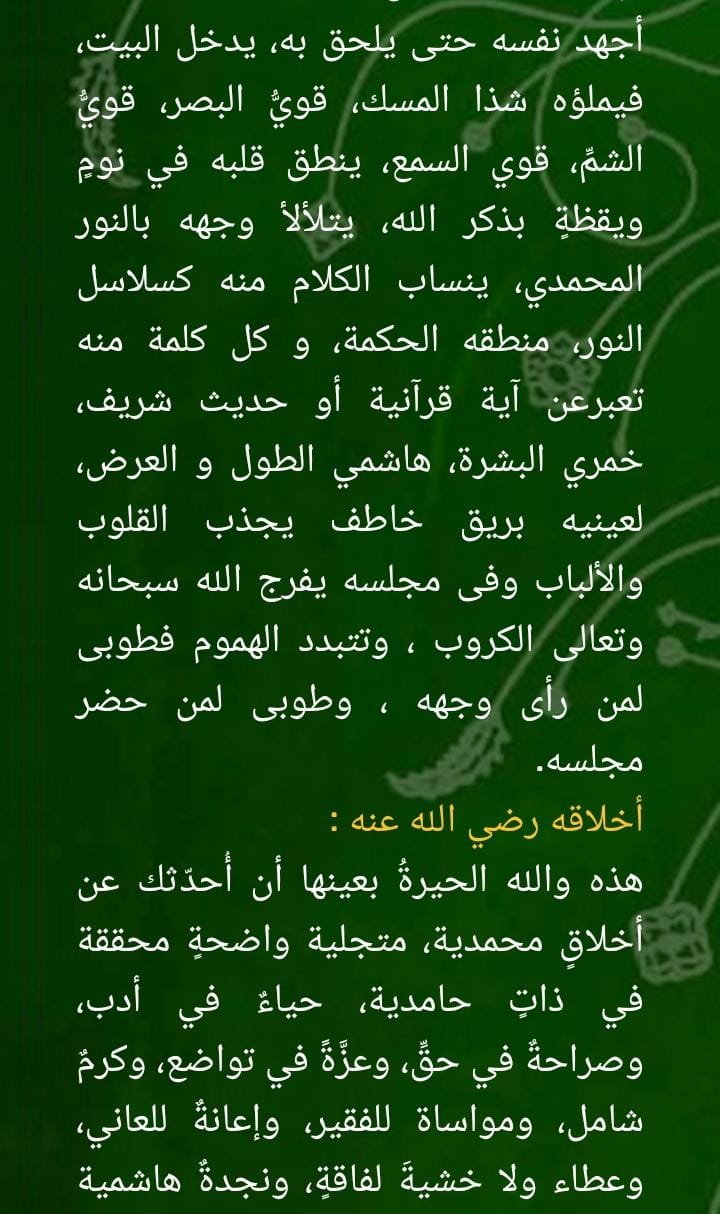 أجهد نفسه حتى يلحق به، يدخل البيت،
فيملؤه شذا المسك، قويُّ البصر، قويُّ
الشمِّ، قوي السمع، ينطق قلبه في نومٍ
ويقظةٍ بذكر الله، يتلألأ وجهه بالنور
المحمدي، ينساب الكلام منه كسلاسل
النور، منطقه الحكمة، و كل كلمة منه
تعبرعن آية قرآنية أو حديث شريف،
خمري البشرة، هاشمي الطول و العرض،
لعينيه بريق خاطف يجذب القلوب
والألباب وفى مجلسه يفرج الله سبحانه
وتعالى الكروب ، وتتبدد الهموم فطوبى
لمن رأى وجهه ، وطوبى لمن حضر
مجلسه.
أخلاقه رضي الله عنه :
هذه والله الحيرةُ بعينها أن أُحدّثك عن
أخلاقٍ محمدية، متجلية واضحةٍ محققة
في ذاتٍ حامدية، حياءٌ في أدب،
وصراحةٌ في حقِّ، وعزَّةً في تواضع، وكرمٌ
شامل، ومواساة للفقير، وإعانةٌ للعاني،
وعطاء ولا خشيةَ لفاقةٍ، ونجدةٌ هاشمية